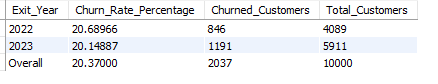 Exit_Year Churn_Rate_Percentage Churned_Customers Total_Customers
2022 20.68966 846 4089
2023 20.14887 1191 5911
Overall 20.37000 2037 10000